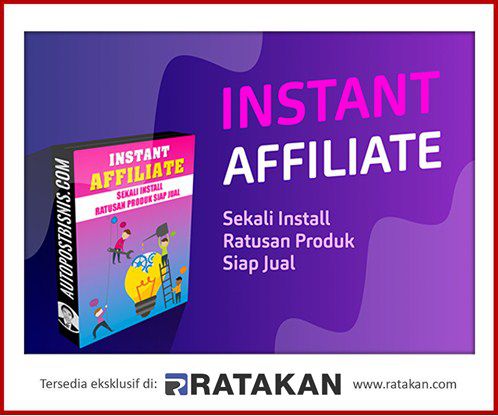 INSTANT
AFFILIATE
Sekali Install
Ratusan Produk
Siap Jual
AUTOPOSTBISNIS.COM
INSTANT
AFFILIATE
SEKALI INSTALL
RATUSAN PRODUK SIAP JUAL
Tersedia eksklusif di: RATAKAN www.ratakan.com